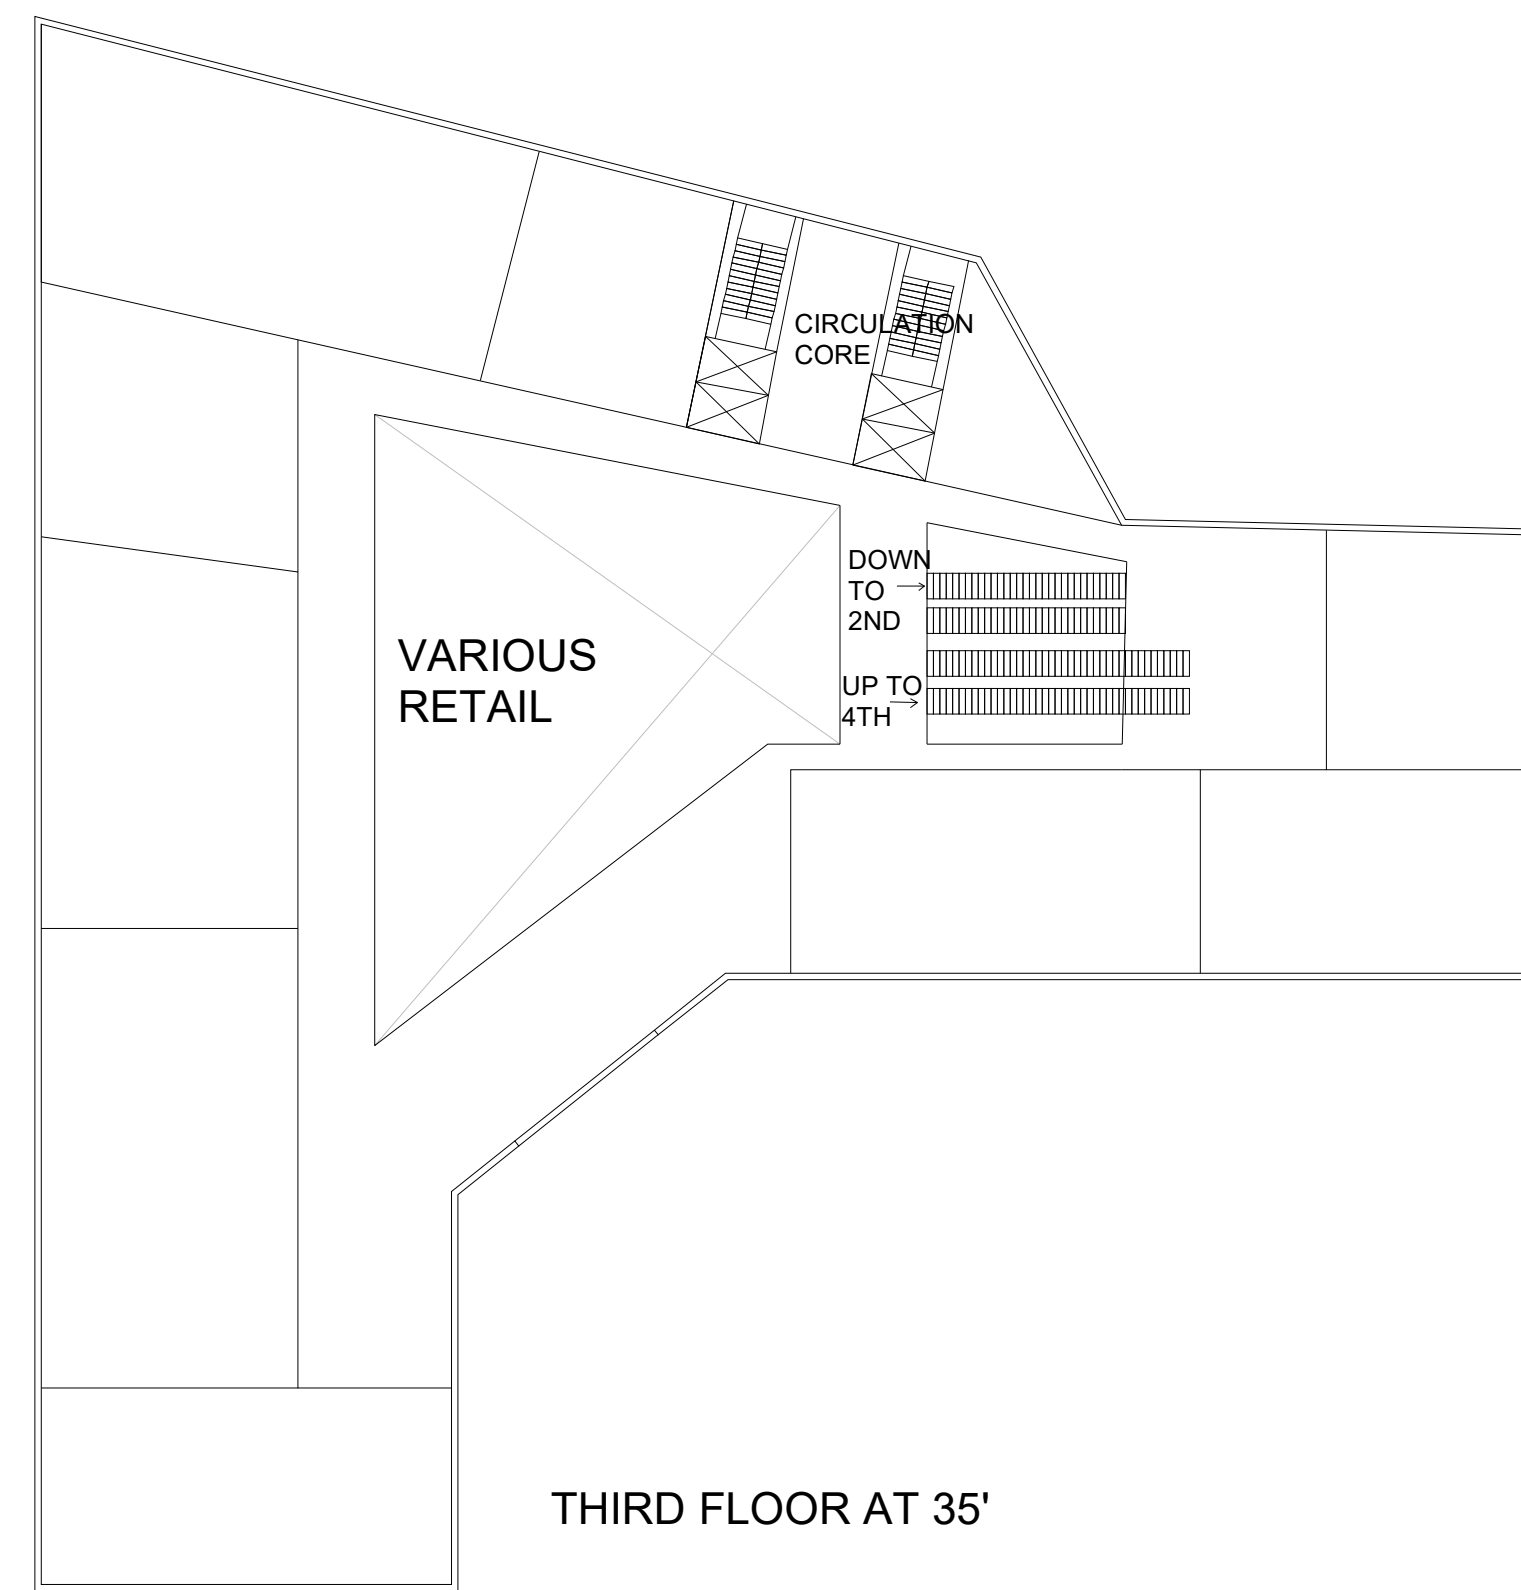 CIRCULATION
CORE
DOWN
TO
2ND
VARIOUS
RETAIL
UP TO
4TH
THIRD FLOOR AT 35'